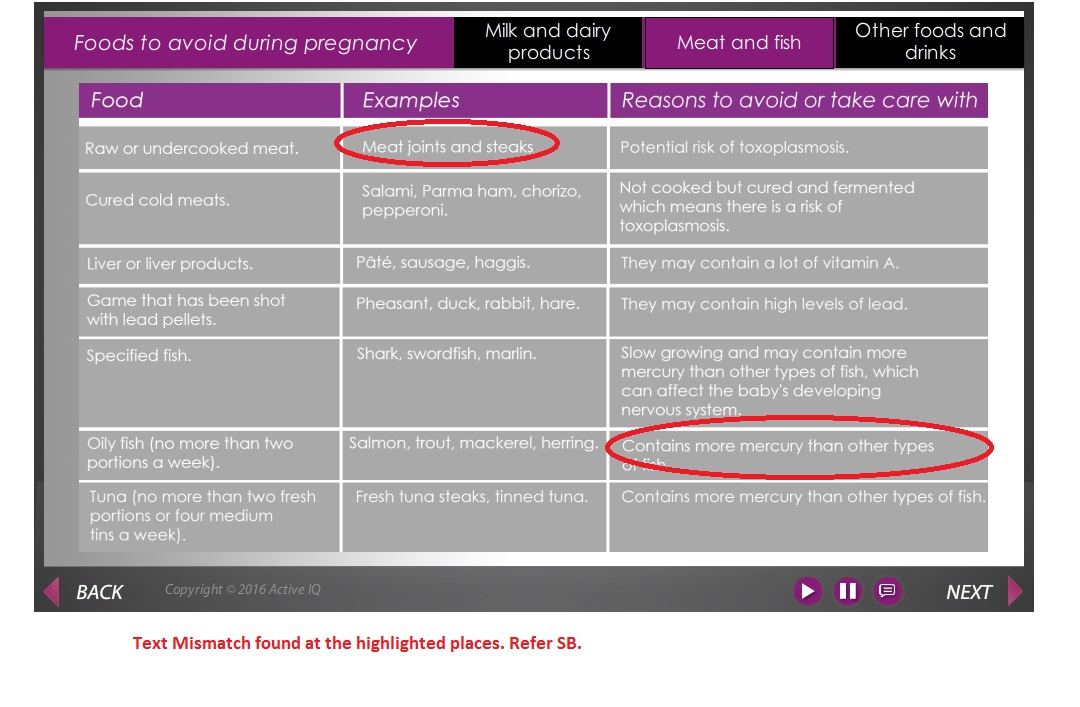 Foods to avoid during pregnancy
Milk and dairy
products
Meat and fish
Other foods and
drinks
Food
Examples
Reasons to avoid or take care with
Raw or undercooked meat.
Meat joints and steaks
Potential risk of toxoplasmosis.
Cured cold meats.
Salami, Parma ham, chorizo,
pepperoni.
Not cooked but cured and fermented
which means there is a risk of
toxoplasmosis.
Liver or liver products.
Pâté, sausage, haggis.
They may contain a lot of vitamin A.
Game that has been shot
with lead pellets.
Pheasant, duck, rabbit, hare.
They may contain high levels of lead.
Specified fish.
Shark, swordfish, marlin.
Slow growing and may contain more
mercury than other types of fish, which
can affect the baby's developing
nervous system.
Oily fish (no more than two
portions a week).
Salmon, trout, mackerel, herring.
Contains more mercury than other types
of fish.
Tuna (no more than two fresh
portions or four medium
tins a week).
Fresh tuna steaks, tinned tuna.
Contains more mercury than other types of fish.
BACK
Copyright © 2016 Active IQ
NEXT
Text Mismatch found at the highlighted places. Refer SB.